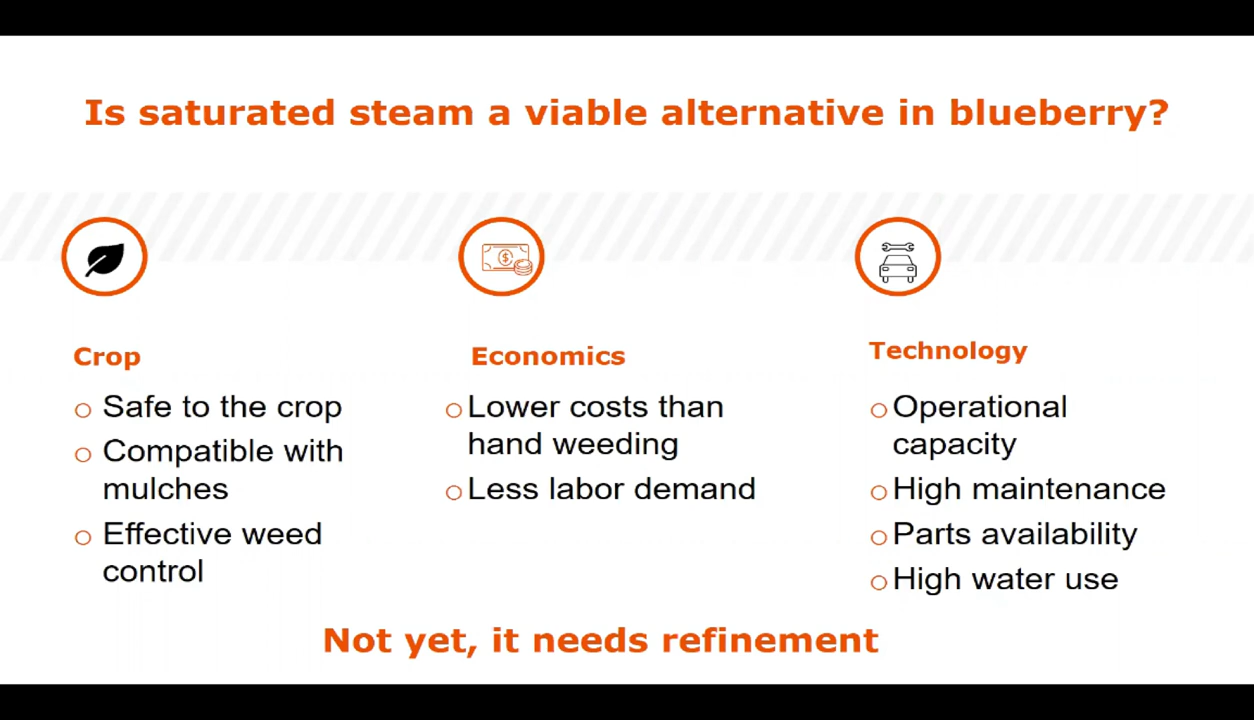 Is saturated steam a viable alternative in blueberry?
Crop
Safe to the crop
Compatible with
mulches
Effective weed
control
Economics
Lower costs than
hand weeding
Less labor demand
Technology
Operational
capacity
High maintenance
Parts availability
High water use
Not yet, it needs refinement